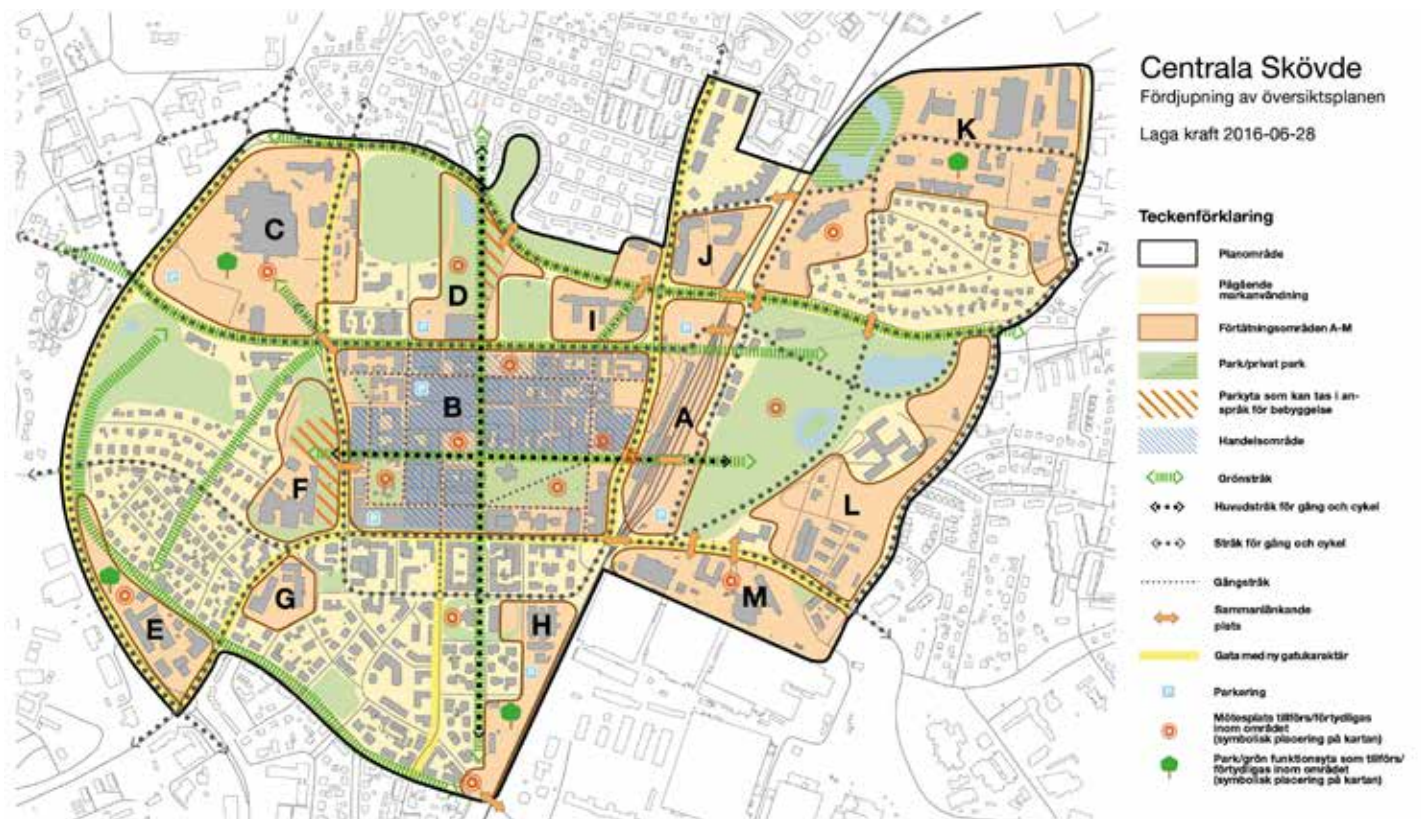 Centrala Skövde
Fördjupning av översiktsplanen
Laga kraft 2016-06-28
Teckenförklaring
Planområde
Pågående
markanvändning
Förtätningsområden A-M
Park/privat park
Parkyta som kan tas i an-
språk för bebyggelse
Handelsområde
Grönstråk
Huvudstråk för gång och cykel
Stråk för gång och cykel
Gångstråk
Sammanlänkande
plats
Gata med ny gatukaraktär
P
Parkering
Mötesplats tillförs/förtydligas
inom området
(symbolisk placering på kartan)
Park/grön funktionsyta som tillförs/
förtydligas inom området
(symbolisk placering på kartan)
K
C
J
D
I
B
A
F
L
G
M
E
H